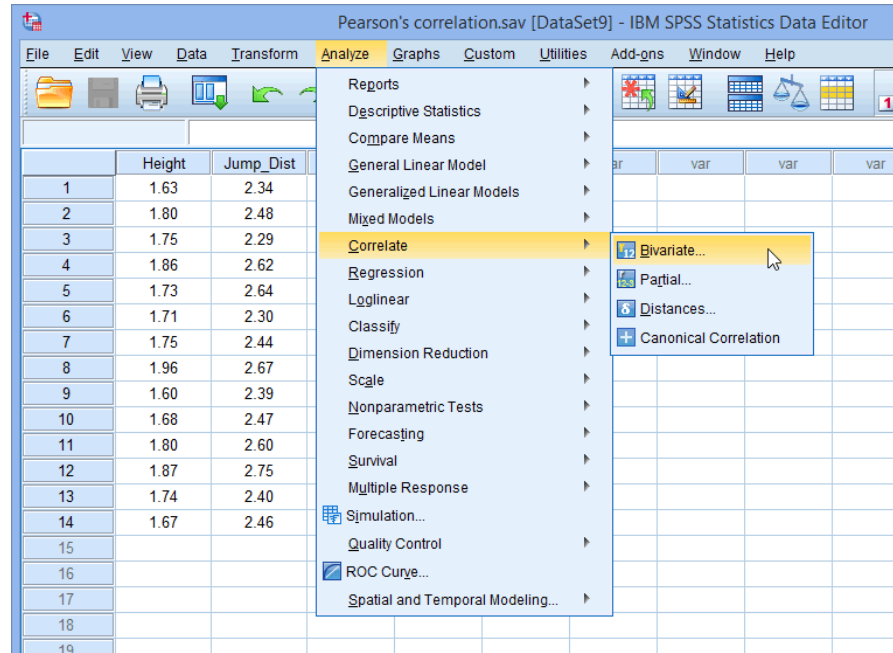 Pearson's correlation.sav [DataSet9] - IBM SPSS Statistics Data Editor
File Edit View Data Transform Analyze Graphs Custom Utilities Add-ons Window Help
Reports
Descriptive Statistics
Compare Means
General Linear Model
Generalized Linear Models
Mixed Models
Correlate
Regression
Loglinear
Classify
Dimension Reduction
Scale
Nonparametric Tests
Forecasting
Survival
Multiple Response
Simulation...
Quality Control
ROC Curve...
Spatial and Temporal Modeling...
Bivariate...
Partial...
Distances...
Canonical Correlation
1
Height Jump_Dist ar var var var
1 1.63 2.34
2 1.80 2.48
3 1.75 2.29
4 1.86 2.62
5 1.73 2.64
6 1.71 2.30
7 1.75 2.44
8 1.96 2.67
9 1.60 2.39
10 1.68 2.47
11 1.80 2.60
12 1.87 2.75
13 1.74 2.40
14 1.67 2.46
15
16
17
18
19